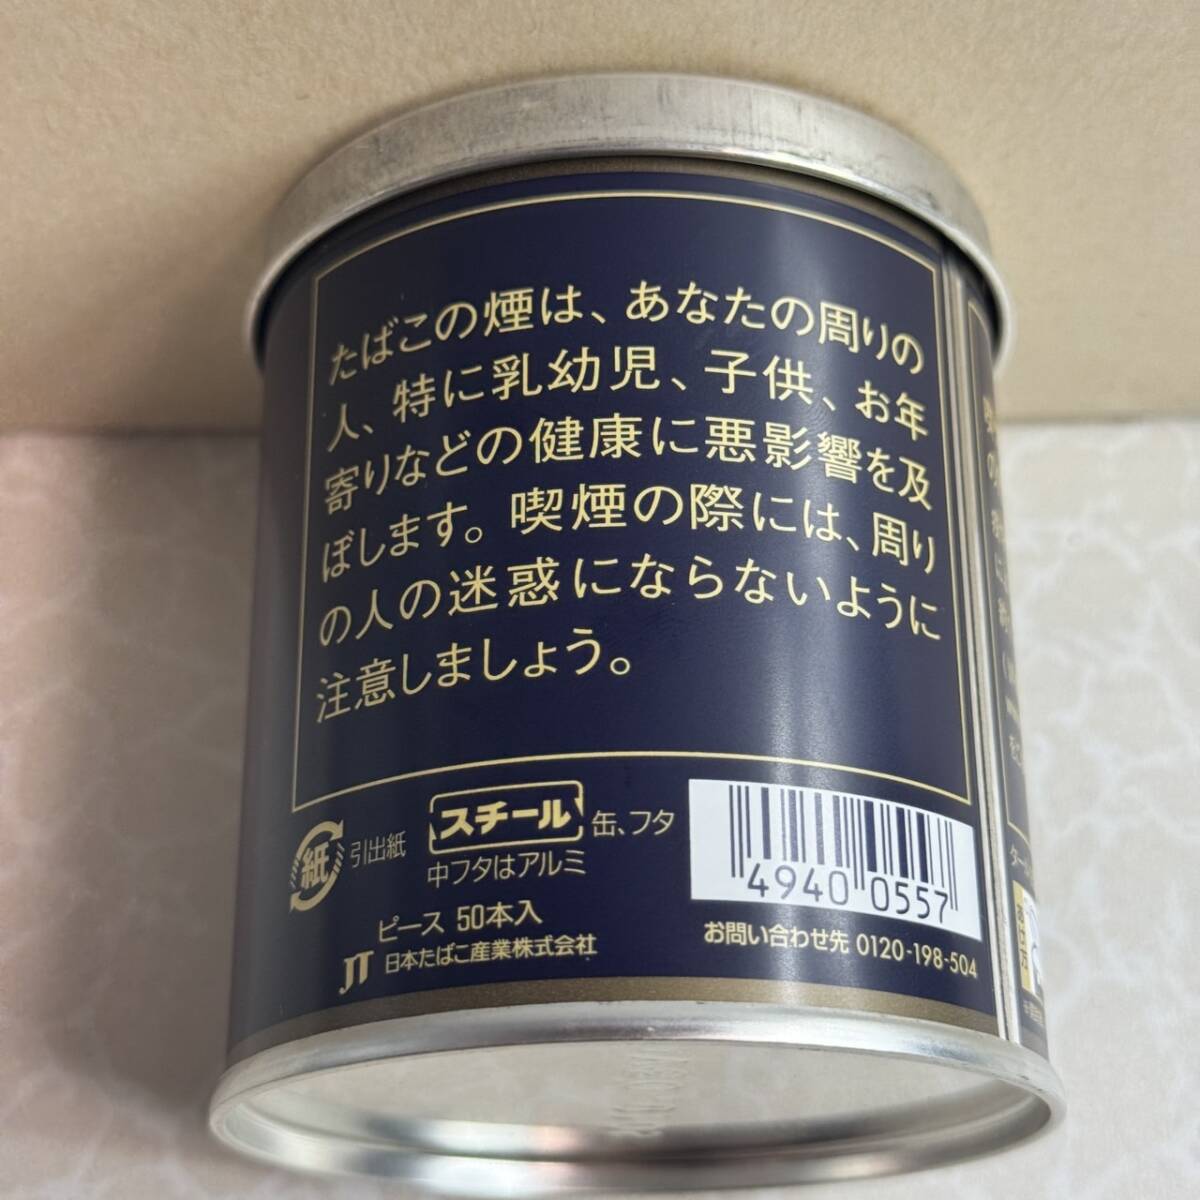 たばこの煙は、あなたの周りの
人、特に乳幼児、子供、お年
寄りなどの健康に悪影響を及
ぼします。喫煙の際には、周り
の人の迷惑にならないように
注意しましょう。
紙 引出紙
スチール 缶、フタ
中フタはアルミ
ピース 50本入
JT 日本たばこ産業株式会社
4940 0557
お問い合わせ先 0120-198-504